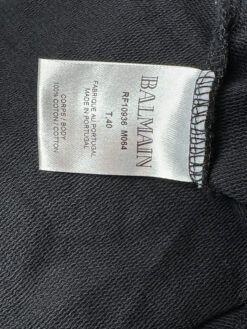 BALMAIN
RF10936 M064
T.40
FABRIQUE AU PORTUGAL
MADE IN PORTUGAL
CORPS / BODY
100% COTON / COTTON